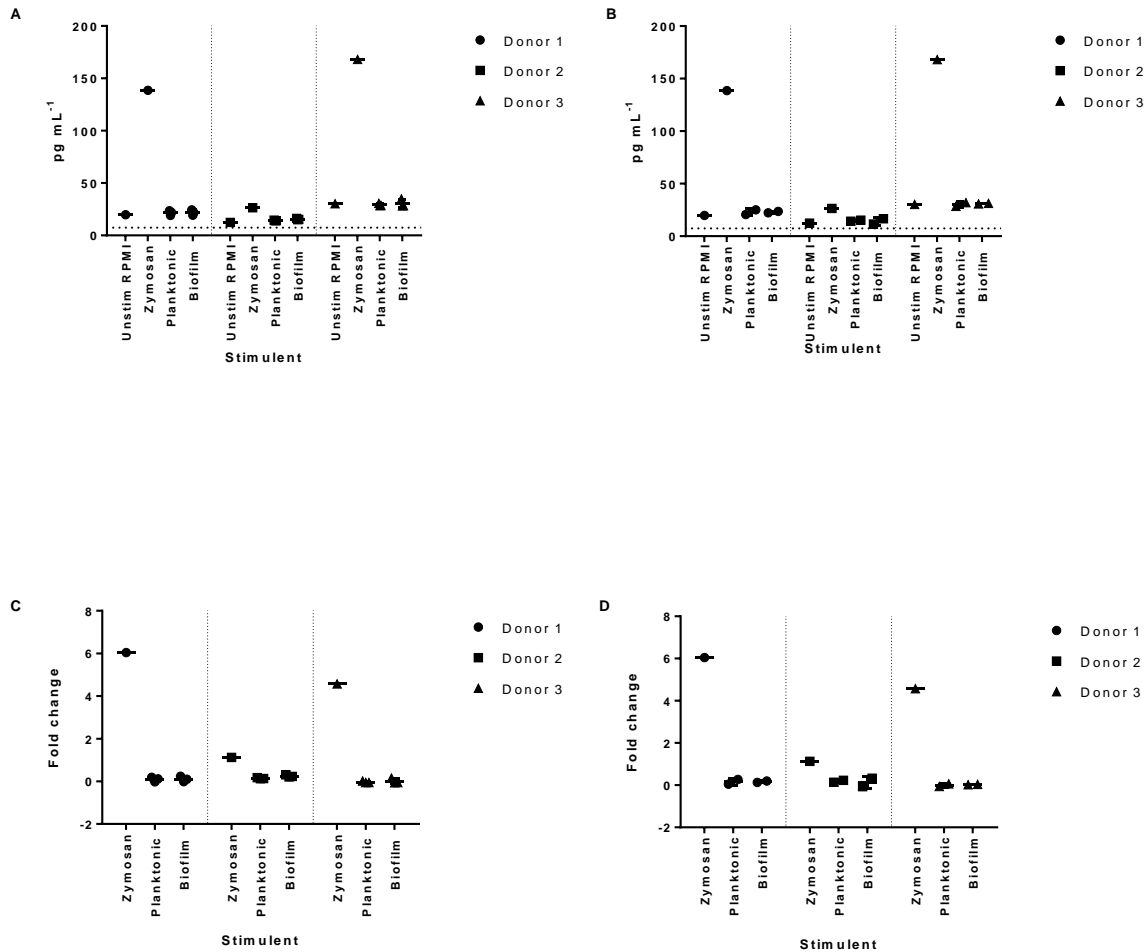 A
200
150
100
50
0
pg mL-1
Unstim RPMI
Zymosan
Planktonic
Biofilm
Unstim RPMI
Zymosan
Planktonic
Biofilm
Unstim RPMI
Zymosan
Planktonic
Biofilm
Stimulent
Donor 1
Donor 2
Donor 3
B
200
150
100
50
0
pg mL-1
Unstim RPMI
Zymosan
Planktonic
Biofilm
Unstim RPMI
Zymosan
Planktonic
Biofilm
Unstim RPMI
Zymosan
Planktonic
Biofilm
Stimulent
Donor 1
Donor 2
Donor 3
C
8
6
4
2
0
-2
Fold change
Zymosan
Planktonic
Biofilm
Zymosan
Planktonic
Biofilm
Zymosan
Planktonic
Biofilm
Stimulent
Donor 1
Donor 2
Donor 3
D
8
6
4
2
0
-2
Fold change
Zymosan
Planktonic
Biofilm
Zymosan
Planktonic
Biofilm
Zymosan
Planktonic
Biofilm
Stimulent
Donor 1
Donor 2
Donor 3